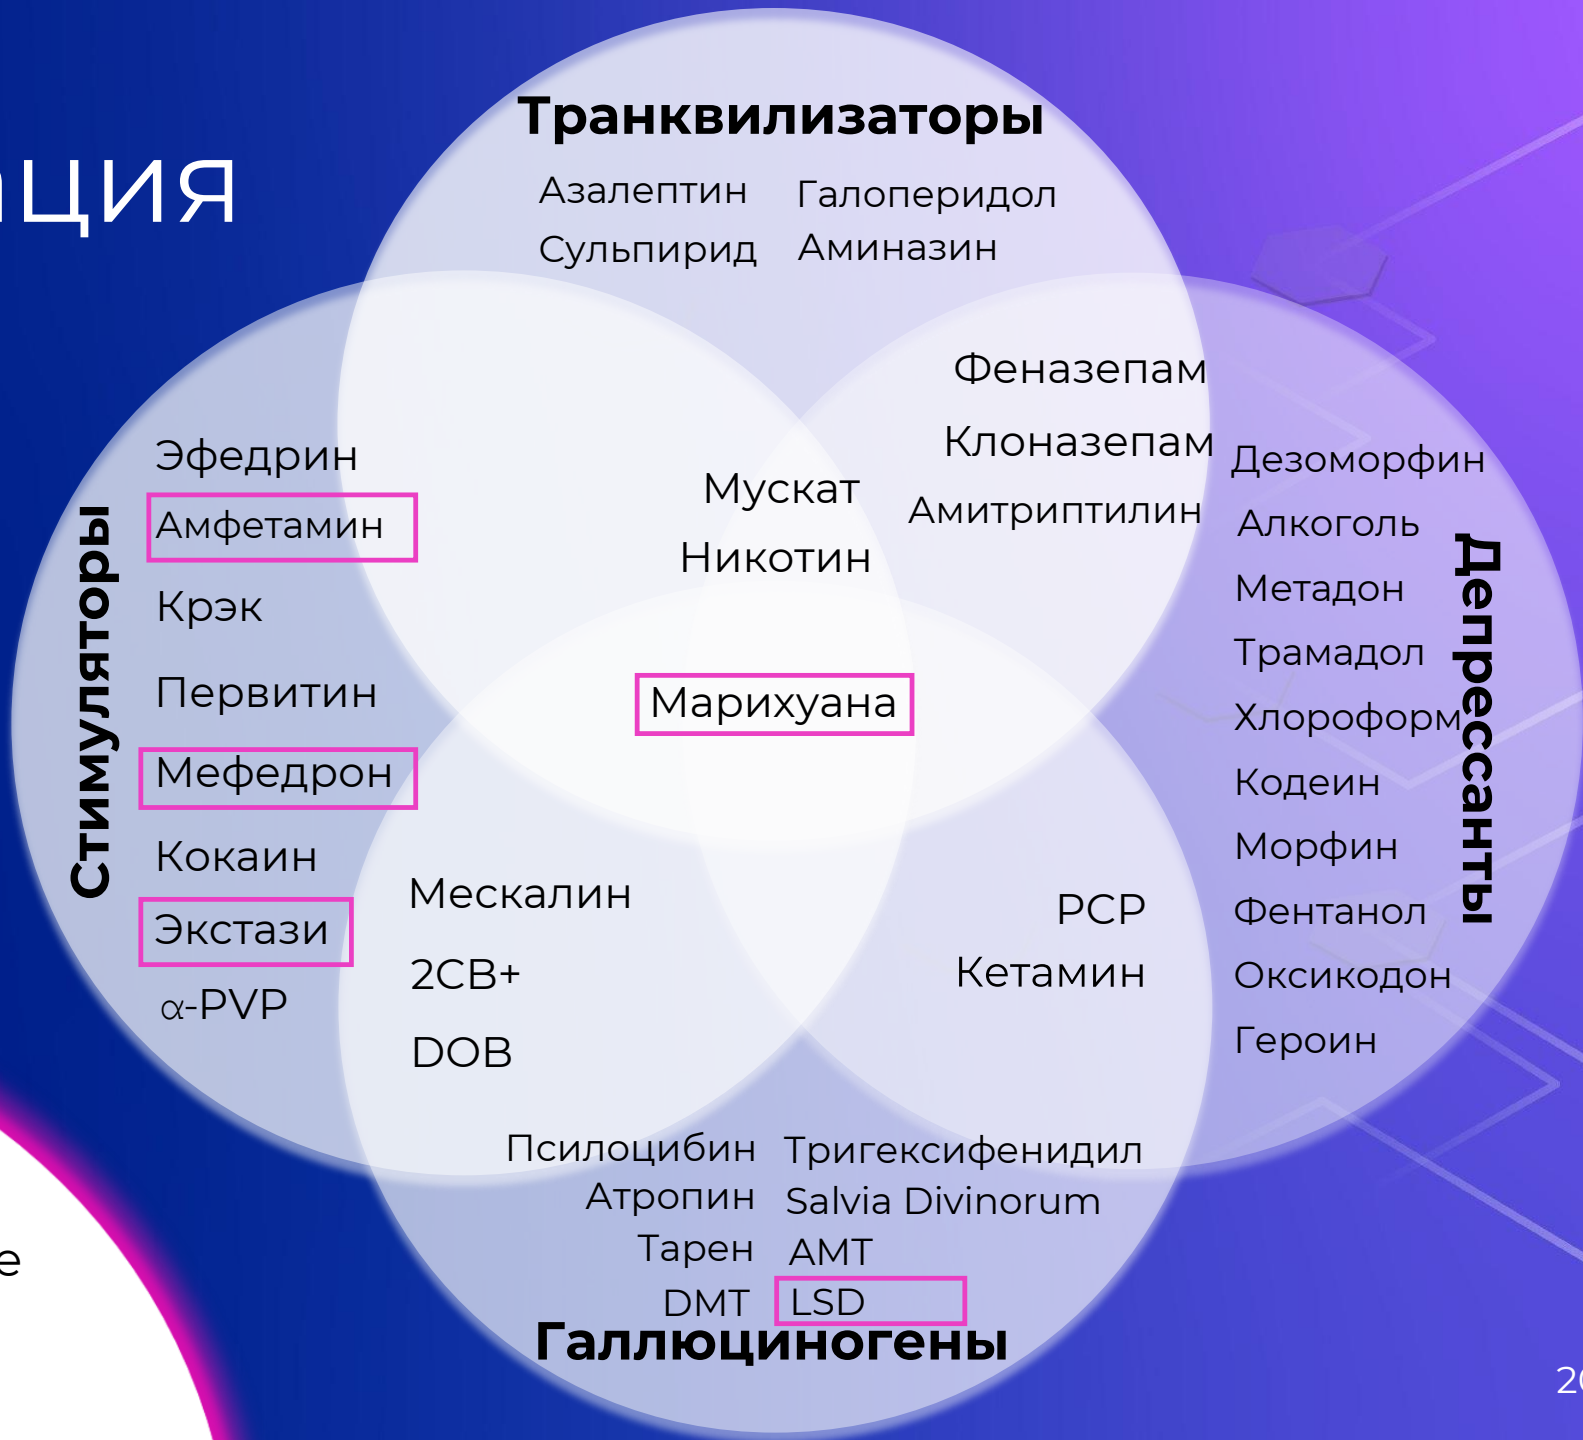 ация
Транквилизаторы
Азалептин Галоперидол
Сульпирид Аминазин
Стимуляторы
Эфедрин
Амфетамин
Крэк
Первитин
Мефедрон
Кокаин
Экстази
α-PVP
Мускат
Никотин
Марихуана
Феназепам
Клоназепам
Амитриптилин
Дезоморфин
Алкоголь
Метадон
Трамадол
Хлороформ
Кодеин
Морфин
Фентанол
Оксикодон
Героин
Депрессанты
Мескалин
2CB+
DOB
PCP
Кетамин
Псилоцибин Тригексифенидил
Атропин Salvia Divinorum
Тарен AMT
DMT LSD
Галлюциногены
е